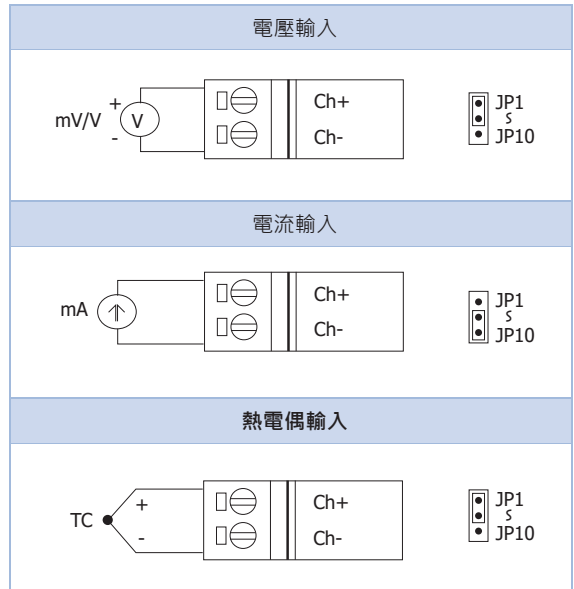 電壓輸入
mV/V + V - Ch+ Ch- JP1 ~ JP10
電流輸入
mA Ch+ Ch- JP1 ~ JP10
熱電偶輸入
TC + - Ch+ Ch- JP1 ~ JP10